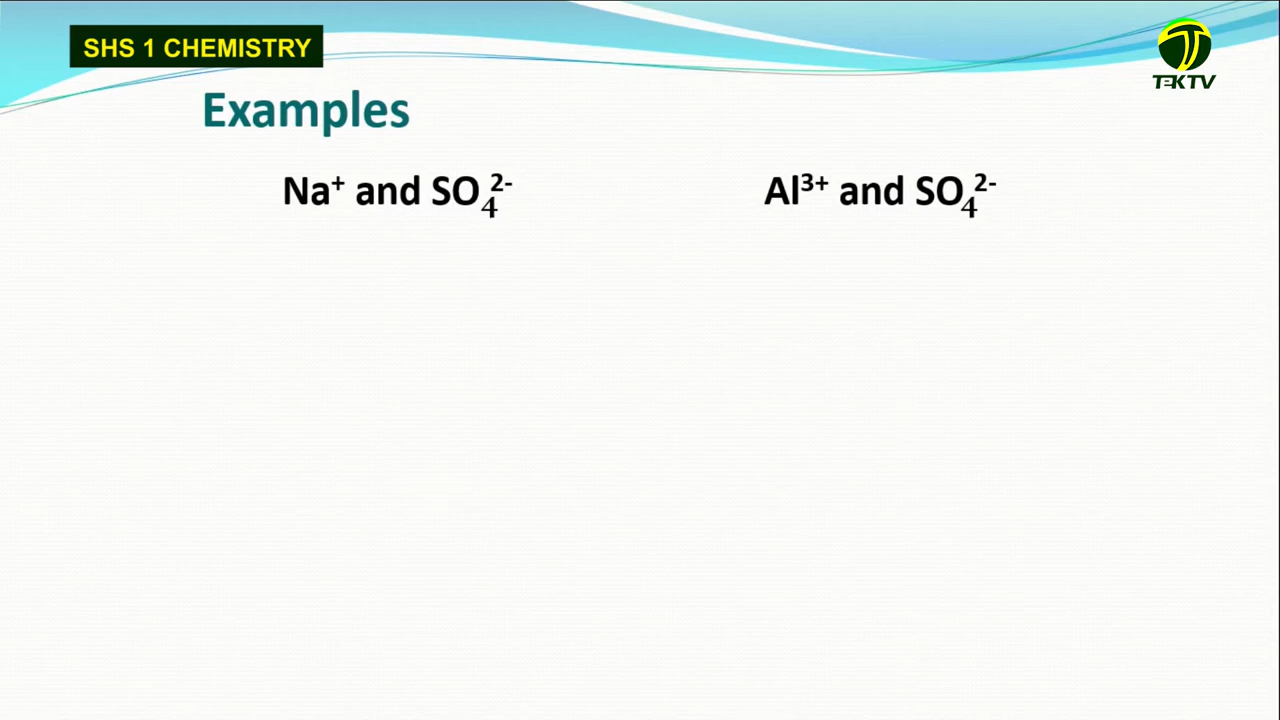 SHS 1 CHEMISTRY
TEKTV
Examples
Na⁺ and SO₄²⁻
Al³⁺ and SO₄²⁻